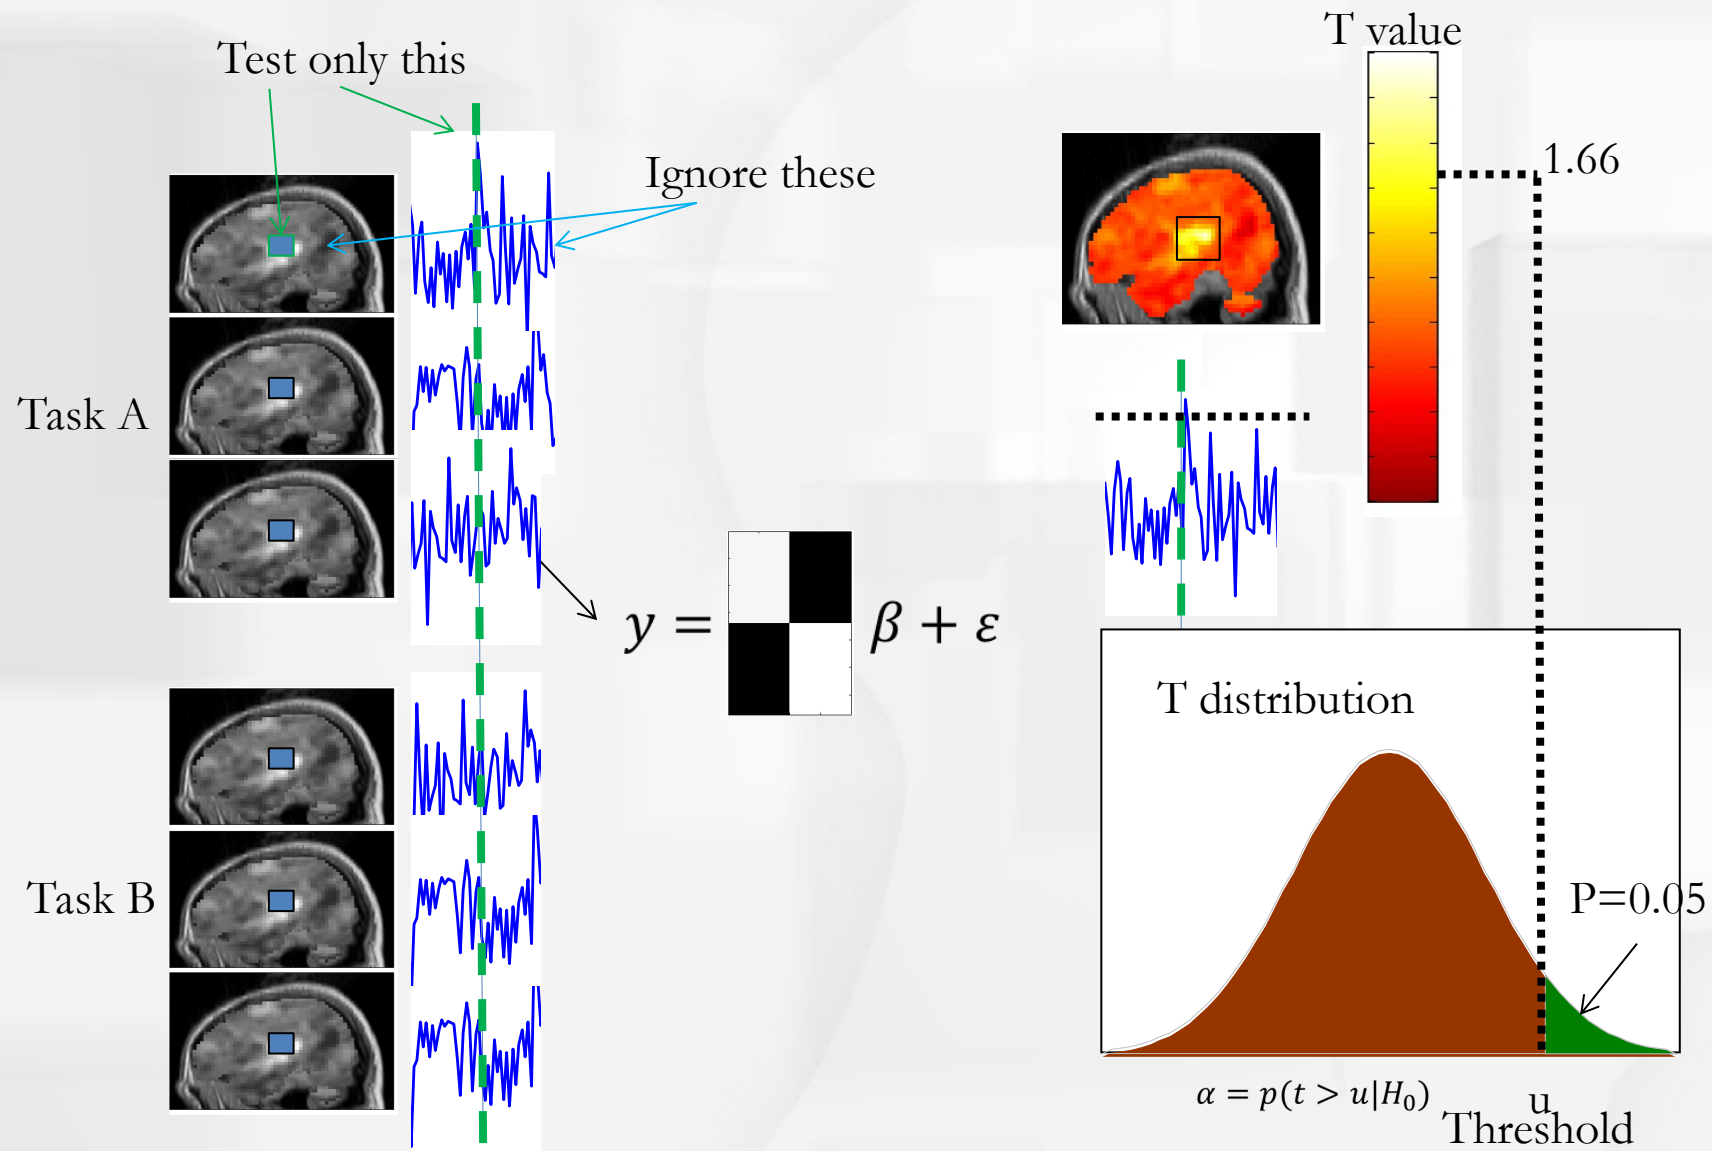 Test only this
Ignore these
Task A
Task B
y = β + ε
T value
1.66
T distribution
P=0.05
α = p(t > u|H₀)
u
Threshold